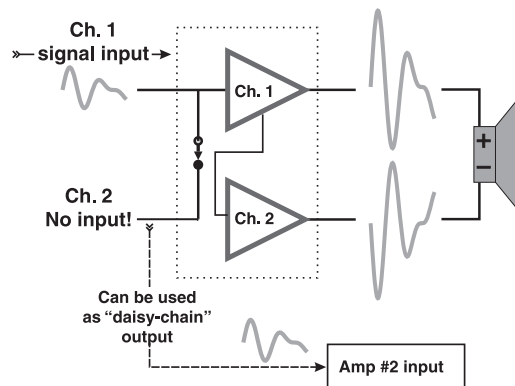 Ch. 1
signal input
Ch. 1
Ch. 2
No input!
Ch. 2
+
−
Can be used
as “daisy-chain”
output
Amp #2 input